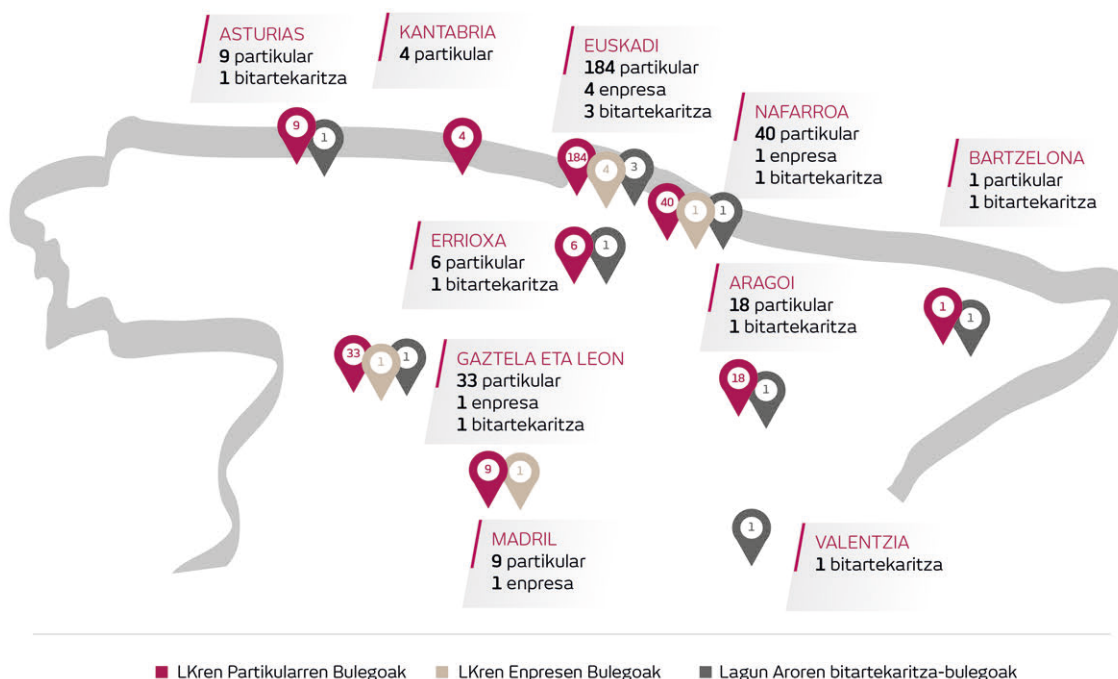 ASTURIAS
9 partikular
1 bitartekaritza
KANTABRIA
4 partikular
EUSKADI
184 partikular
4 enpresa
3 bitartekaritza
NAFARROA
40 partikular
1 enpresa
1 bitartekaritza
BARTZELONA
1 partikular
1 bitartekaritza
9
1
4
184
4
3
40
1
1
ERRIOXA
6 partikular
1 bitartekaritza
6
1
ARAGOI
18 partikular
1 bitartekaritza
1
1
33
1
1
GAZTELA ETA LEON
33 partikular
1 enpresa
1 bitartekaritza
18
1
9
1
MADRIL
9 partikular
1 enpresa
1
VALENTZIA
1 bitartekaritza
LKren Partikularren Bulegoak
LKren Enpresen Bulegoak
Lagun Aroren bitartekaritza-bulegoak